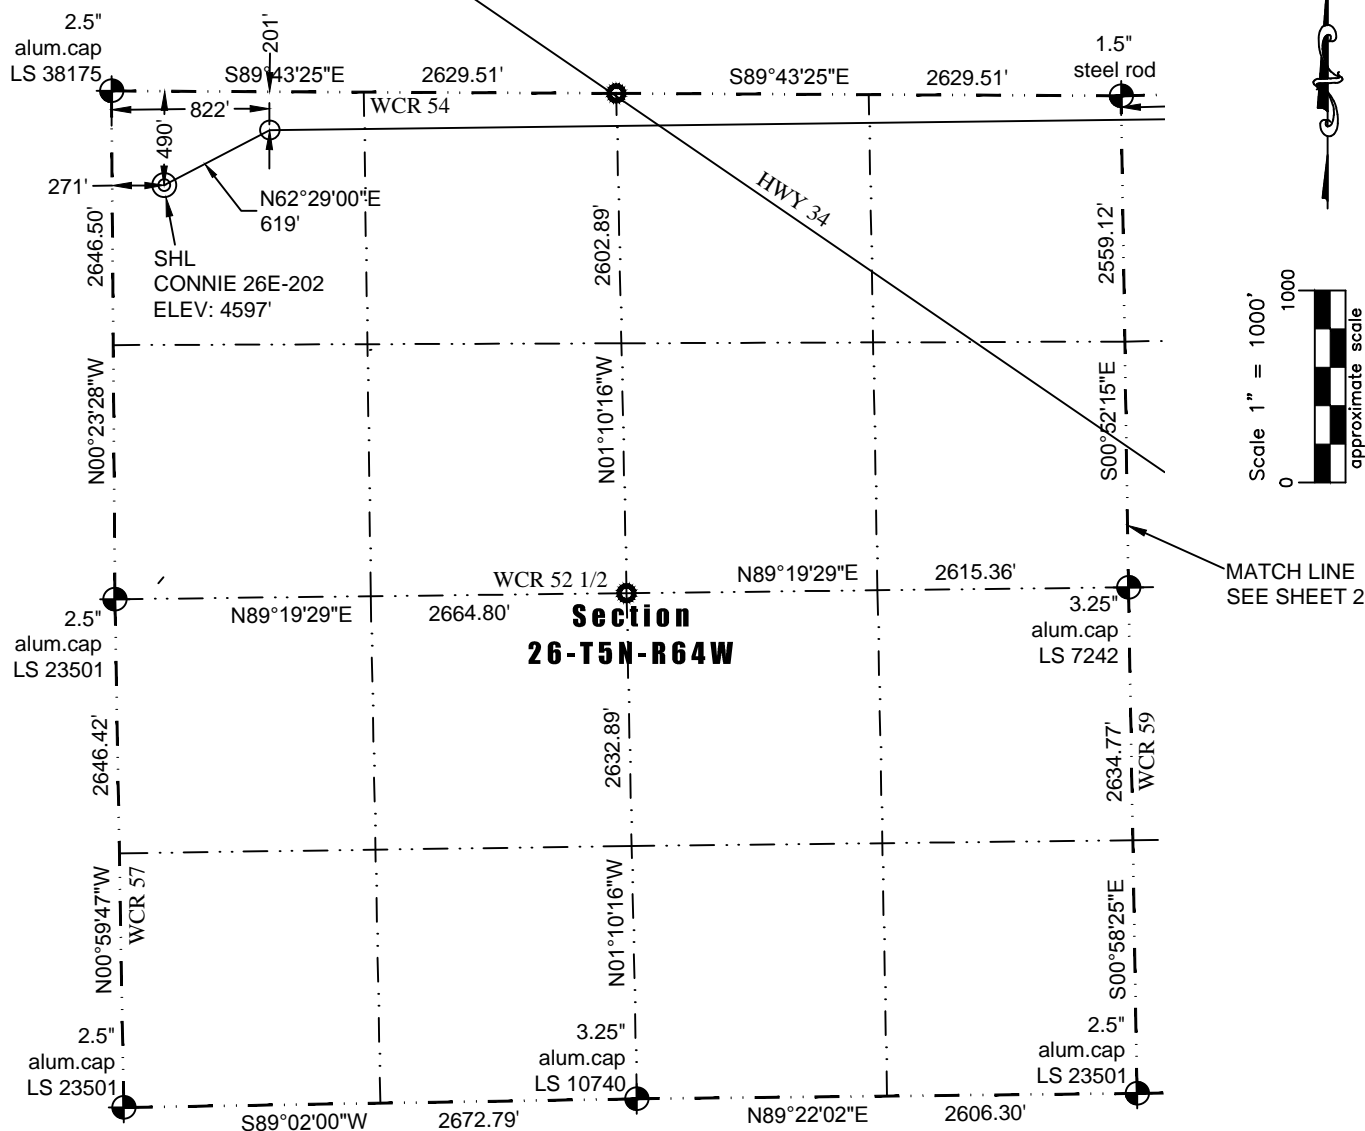 2.5"
alum.cap
LS 38175
201'
S89°43'25"E
2629.51'
S89°43'25"E
2629.51'
1.5"
steel rod
822'
WCR 54
490'
271'
N62°29'00"E
619'
SHL
CONNIE 26E-202
ELEV: 4597'
HWY 34
2646.50'
2602.89'
2559.12'
N00°23'28"W
N01°10'16"W
S00°52'15"E
Scale 1" = 1000'
0
1000
approximate scale
MATCH LINE
SEE SHEET 2
2.5"
alum.cap
LS 23501
N89°19'29"E
2664.80'
WCR 52 1/2
N89°19'29"E
2615.36'
Section
26-T5N-R64W
3.25"
alum.cap
LS 7242
2646.42'
2632.89'
2634.77'
WCR 59
N00°59'47"W
WCR 57
N01°10'16"W
S00°58'25"E
2.5"
alum.cap
LS 23501
3.25"
alum.cap
LS 10740
2.5"
alum.cap
LS 23501
S89°02'00"W
2672.79'
N89°22'02"E
2606.30'